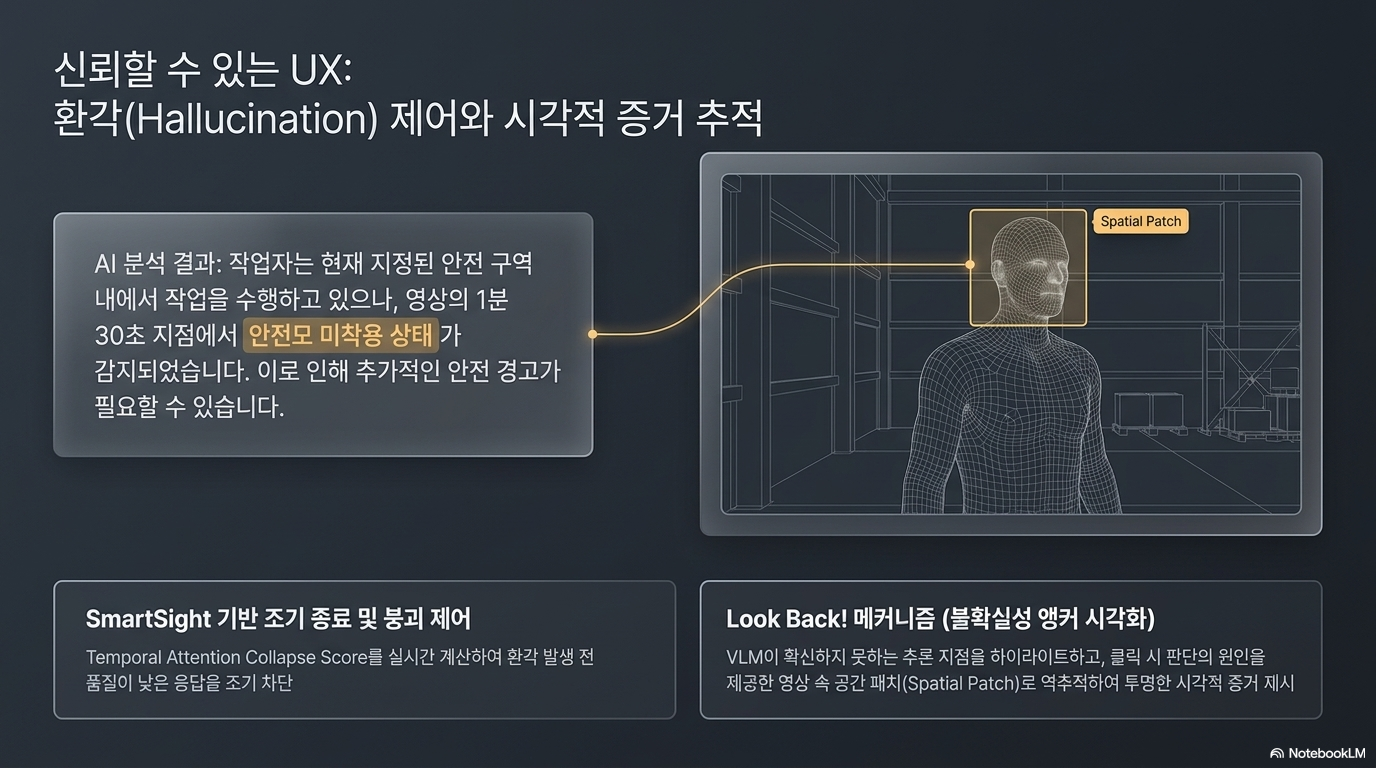 신뢰할 수 있는 UX:
환각(Hallucination) 제어와 시각적 증거 추적
AI 분석 결과: 작업자는 현재 지정된 안전 구역
내에서 작업을 수행하고 있으나, 영상의 1분
30초 지점에서 안전모 미착용 상태가
감지되었습니다. 이로 인해 추가적인 안전 경고가
필요할 수 있습니다.
Spatial Patch
SmartSight 기반 조기 종료 및 붕괴 제어
Temporal Attention Collapse Score를 실시간 계산하여 환각 발생 전
품질이 낮은 응답을 조기 차단
Look Back! 메커니즘 (불확실성 앵커 시각화)
VLM이 확신하지 못하는 추론 지점을 하이라이트하고, 클릭 시 판단의 원인을
제공한 영상 속 공간 패치(Spatial Patch)로 역추적하여 투명한 시각적 증거 제시
NotebookLM